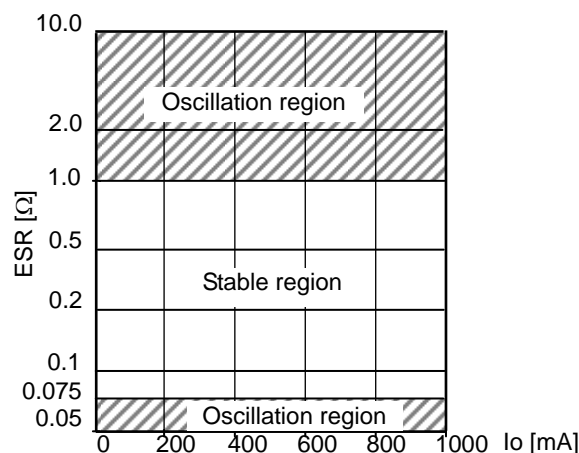 10.0
Oscillation region
2.0
1.0
ESR [Ω]
0.5
Stable region
0.2
0.1
0.075
0.05
Oscillation region
0 200 400 600 800 1000 Io [mA]